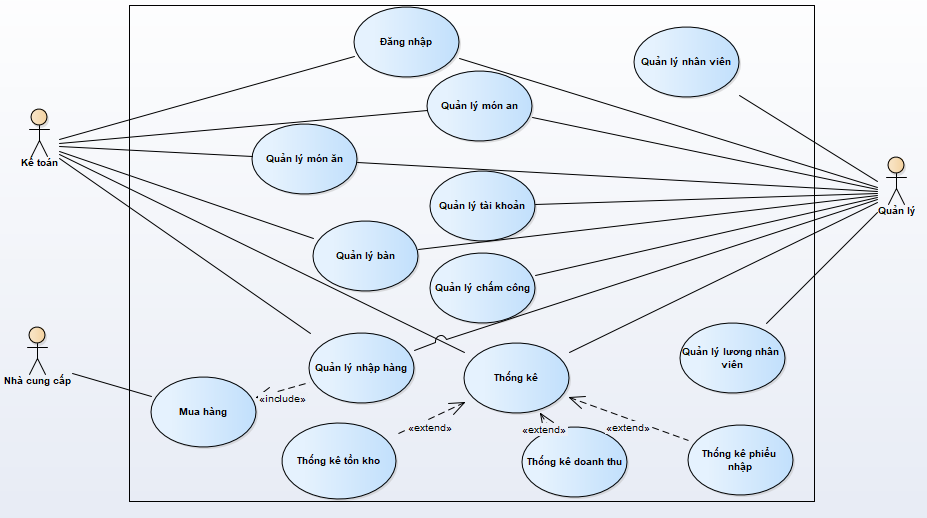 Đăng nhập
Quản lý nhân viên
Quản lý món an
Kế toán
Quản lý món ăn
Quản lý tài khoản
Quản lý
Quản lý bàn
Quản lý chấm công
Quản lý lương nhân
viên
Nhà cung cấp
Quản lý nhập hàng
Thống kê
«include»
Mua hàng
«extend»
«extend»
«extend»
Thống kê tồn kho
Thống kê doanh thu
Thống kê phiếu
nhập